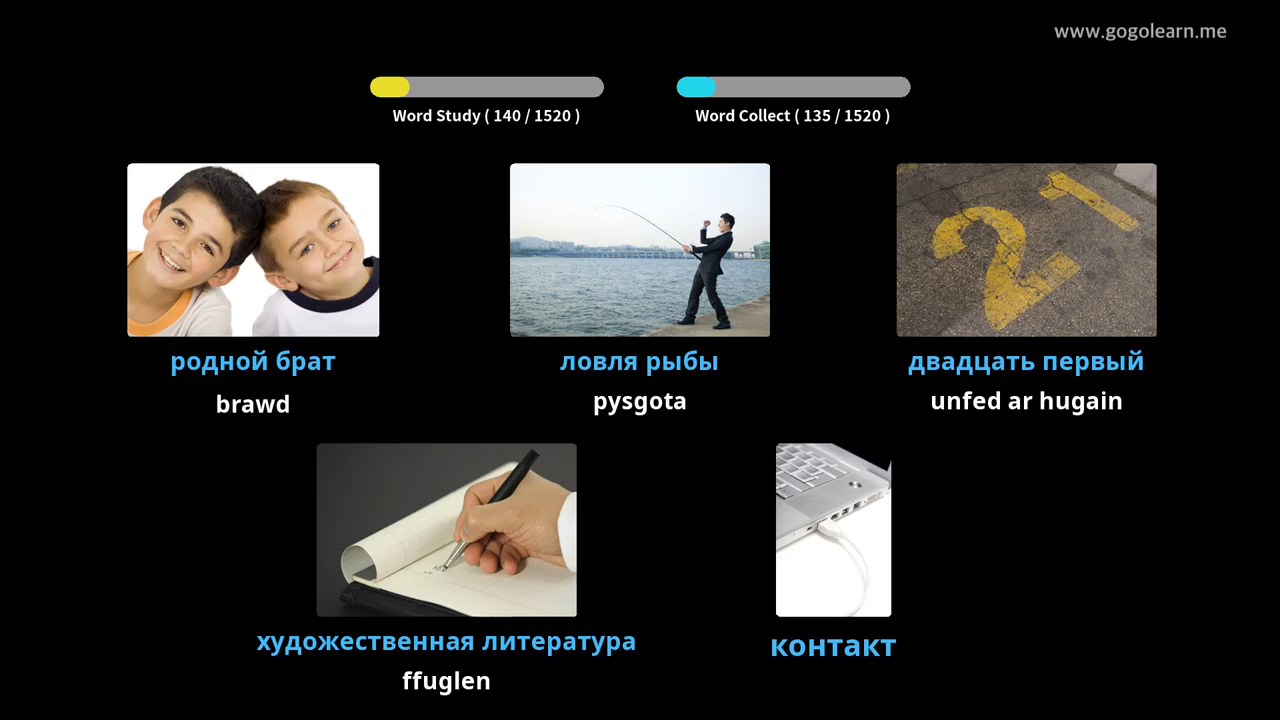 www.gogolearn.me
Word Study ( 140 / 1520 )
Word Collect ( 135 / 1520 )
21
родной брат
ловля рыбы
двадцать первый
brawd
pysgota
unfed ar hugain
художественная литература
контакт
ffuglen